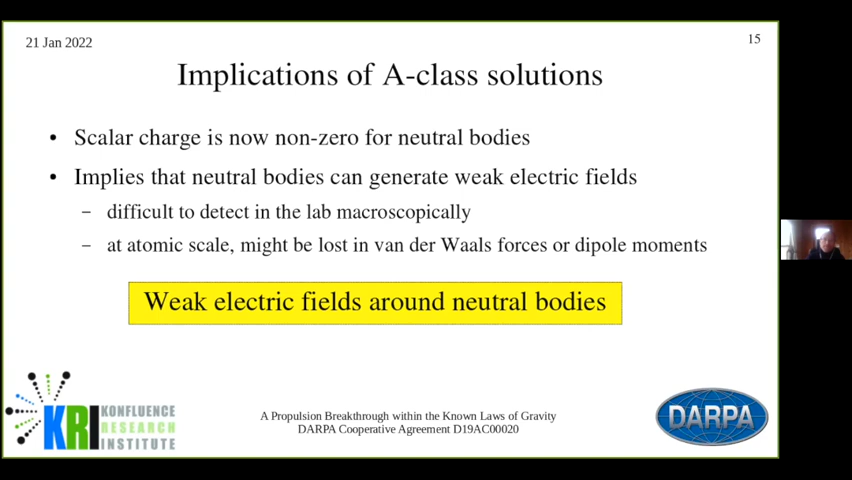 21 Jan 2022
15
Implications of A-class solutions
• Scalar charge is now non-zero for neutral bodies
• Implies that neutral bodies can generate weak electric fields
– difficult to detect in the lab macroscopically
– at atomic scale, might be lost in van der Waals forces or dipole moments
Weak electric fields around neutral bodies
KRI KONFLUENCE
RESEARCH
INSTITUTE
A Propulsion Breakthrough within the Known Laws of Gravity
DARPA Cooperative Agreement D19AC00020
DARPA